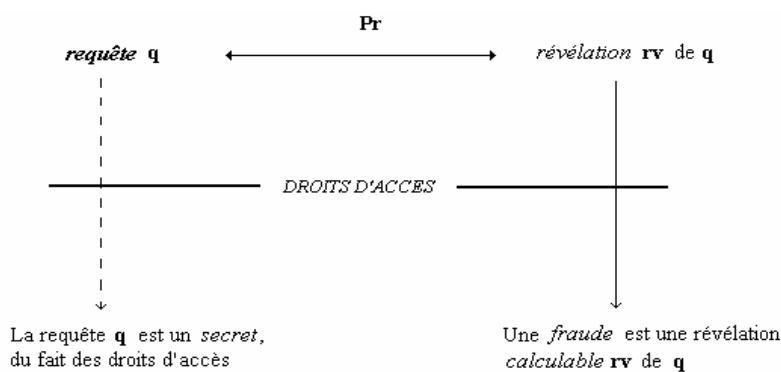 Pr
requête q
révélation rv de q
DROITS D'ACCES
La requête q est un secret,
du fait des droits d'accès
Une fraude est une révélation
calculable rv de q